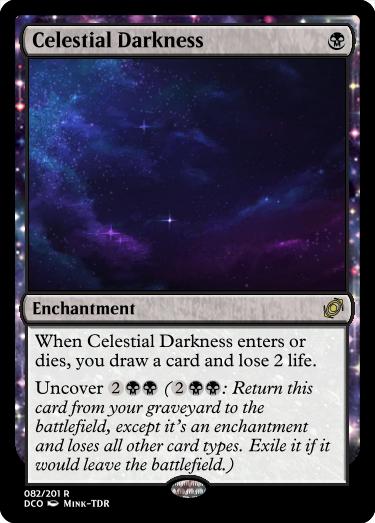 Celestial Darkness
Enchantment
When Celestial Darkness enters or
dies, you draw a card and lose 2 life.
Uncover 2 (2: Return this
card from your graveyard to the
battlefield, except it's an enchantment
and loses all other card types. Exile it if it
would leave the battlefield.)
082/201 R
DCO Mink-TDR